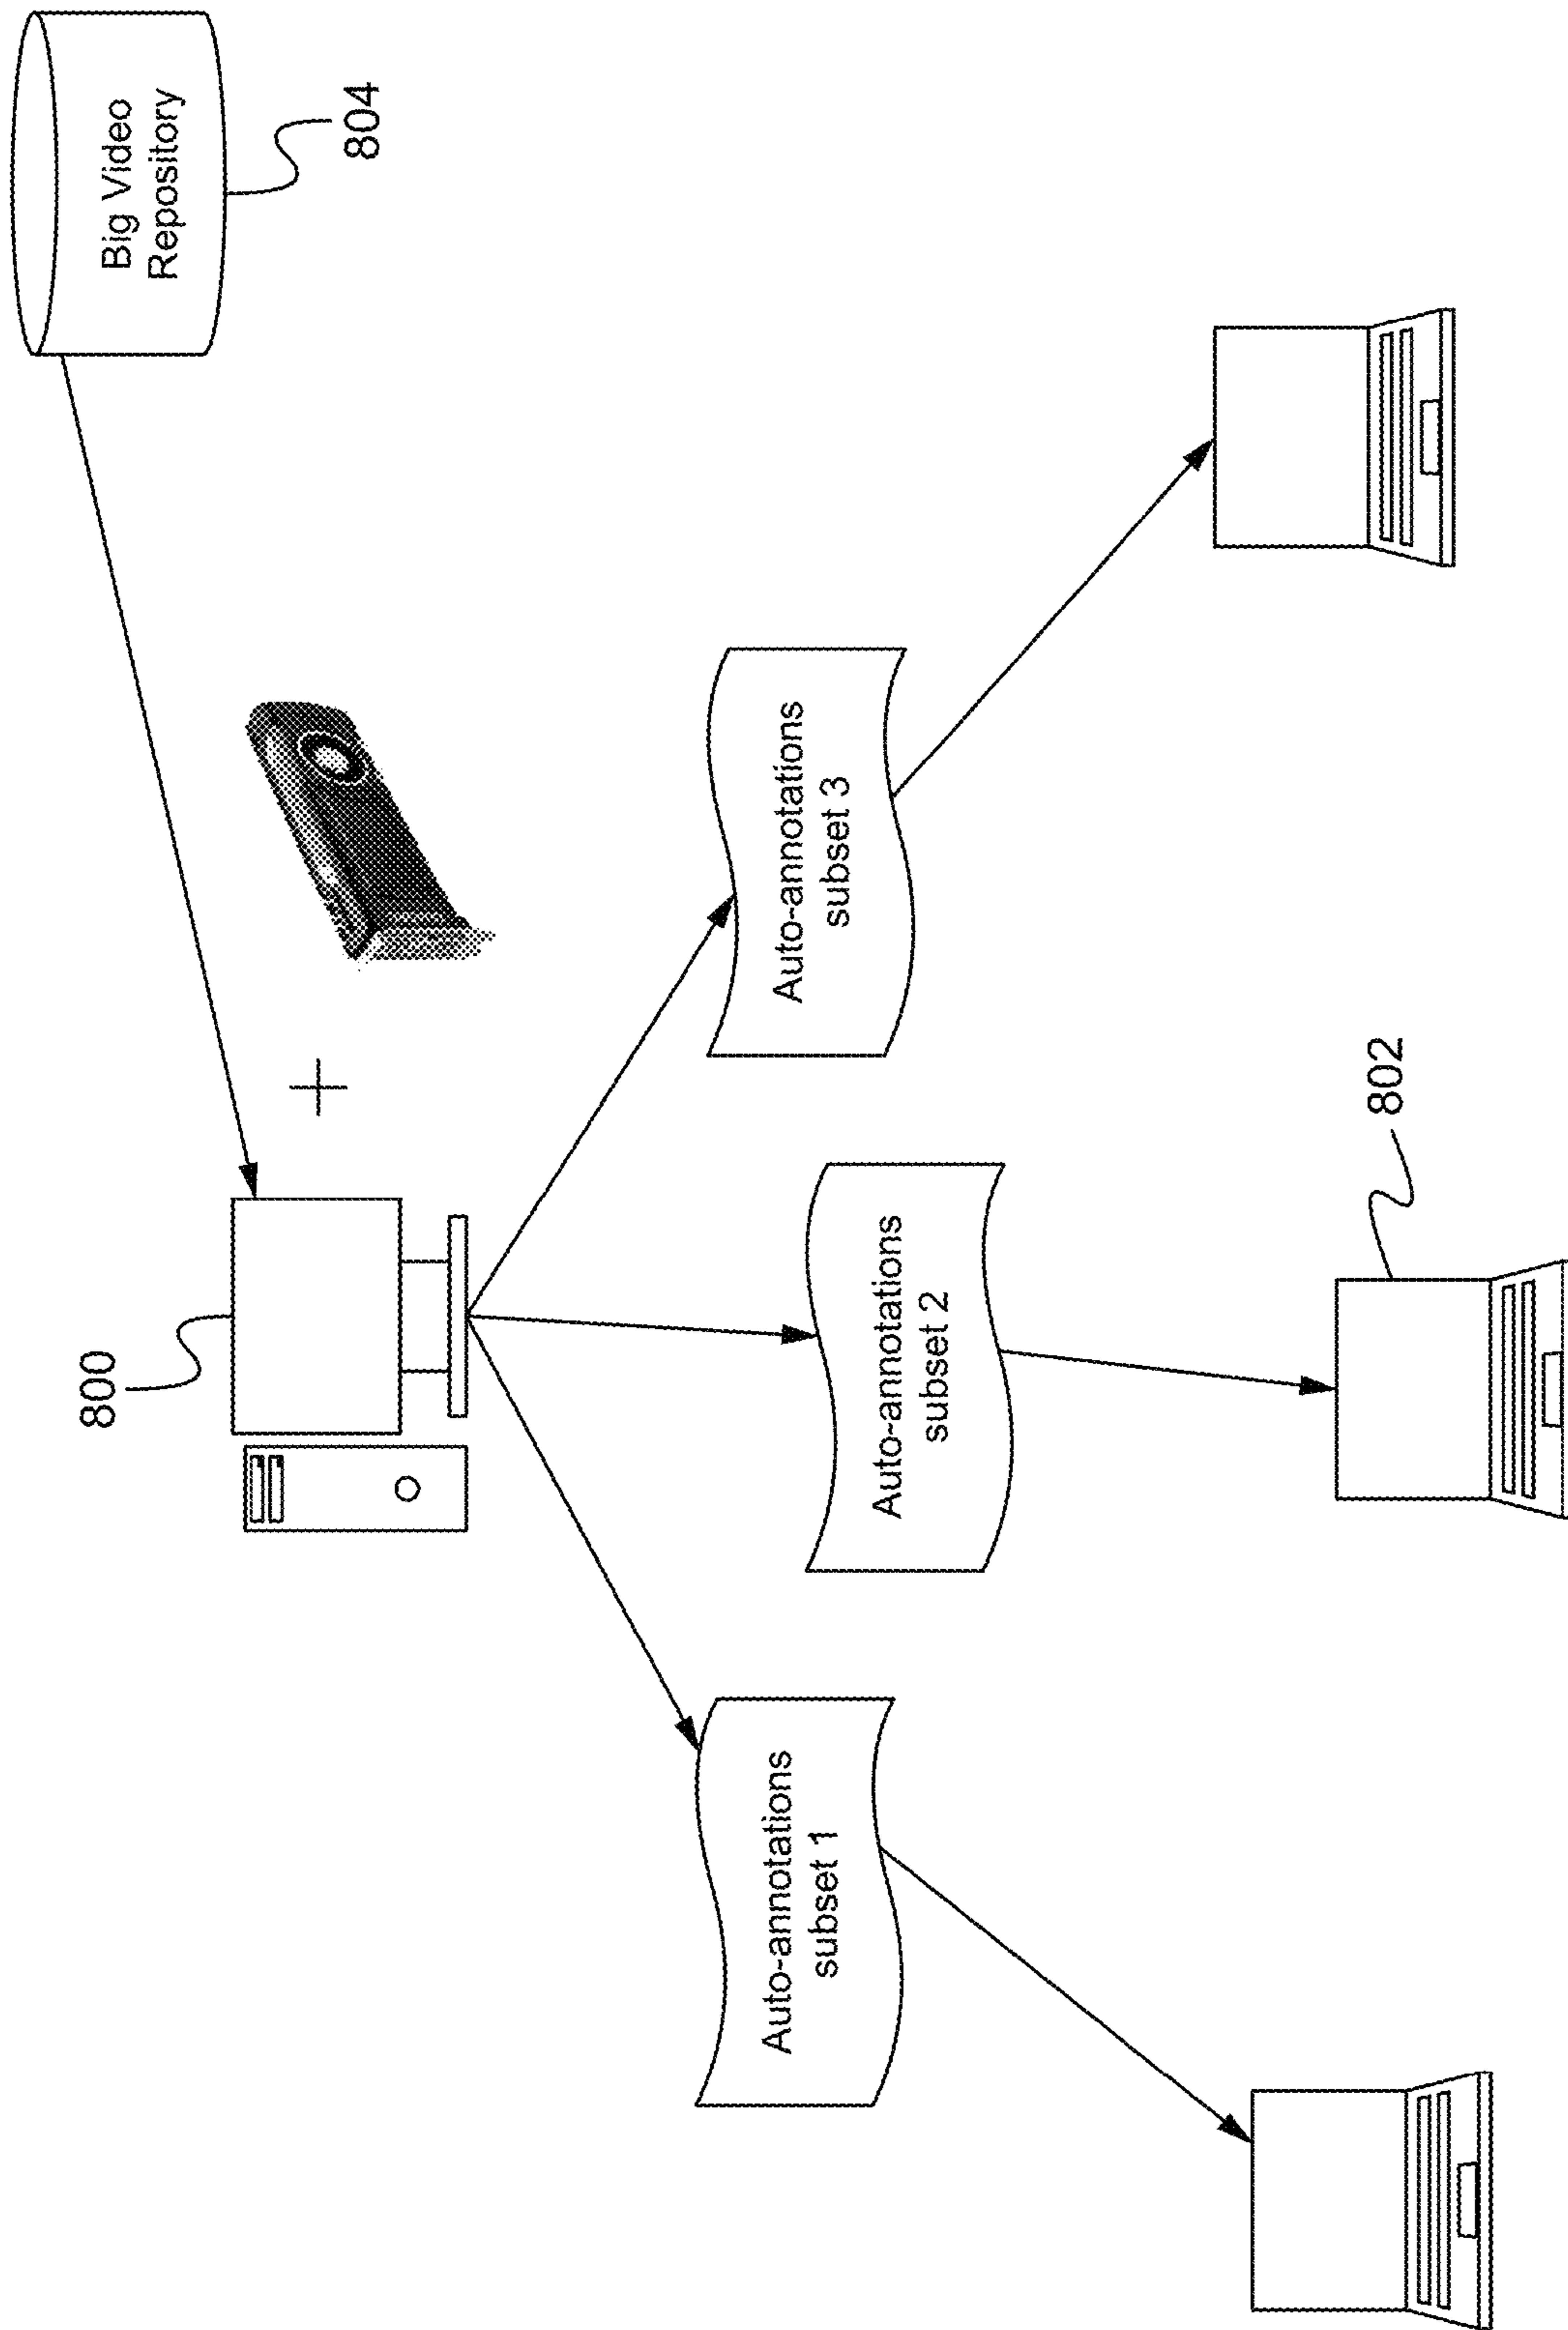 Big Video
Repository
804
800
Auto-annotations
subset 1
Auto-annotations
subset 2
Auto-annotations
subset 3
802